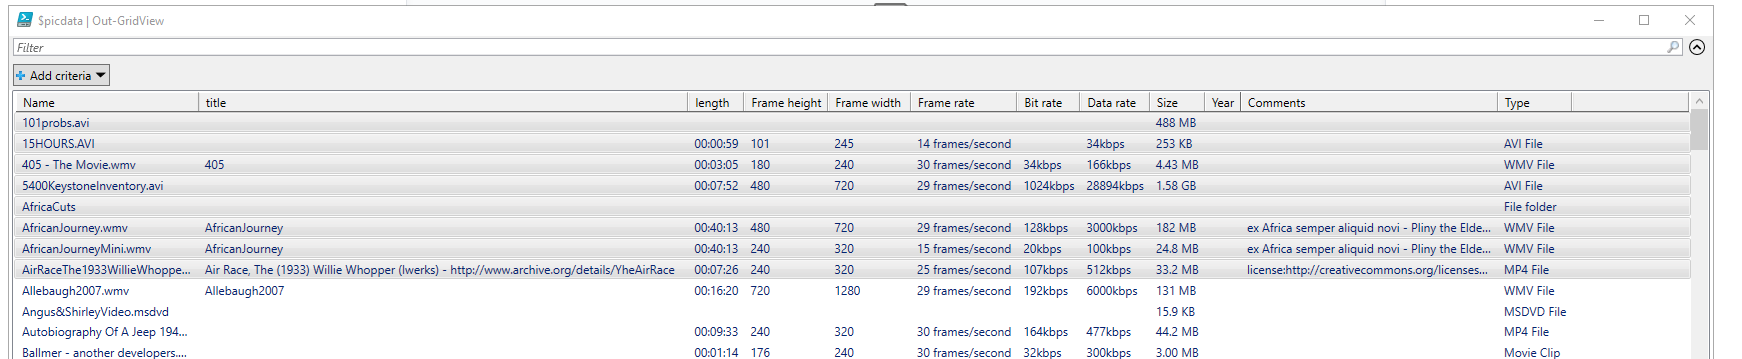 $picdata | Out-GridView
Filter
Add criteria
Name title length Frame height Frame width Frame rate Bit rate Data rate Size Year Comments Type
101probs.avi 488 MB
15HOURS.AVI 00:00:59 101 245 14 frames/second 34kbps 253 KB AVI File
405 - The Movie.wmv 405 00:03:05 180 240 30 frames/second 34kbps 166kbps 4.43 MB WMV File
5400KeystoneInventory.avi 00:07:52 480 720 29 frames/second 1024kbps 28894kbps 1.58 GB AVI File
AfricaCuts File folder
AfricanJourney.wmv AfricanJourney 00:40:13 480 720 29 frames/second 128kbps 3000kbps 182 MB ex Africa semper aliquid novi - Pliny the Elde... WMV File
AfricanJourneyMini.wmv AfricanJourney 00:40:13 240 320 15 frames/second 20kbps 100kbps 24.8 MB ex Africa semper aliquid novi - Pliny the Elde... WMV File
AirRaceThe1933WillieWhoppe... Air Race, The (1933) Willie Whopper (Iwerks) - http://www.archive.org/details/YheAirRace 00:07:26 240 320 25 frames/second 107kbps 512kbps 33.2 MB license:http://creativecommons.org/licenses... MP4 File
Allebaugh2007.wmv Allebaugh2007 00:16:20 720 1280 29 frames/second 192kbps 6000kbps 131 MB WMV File
Angus&ShirleyVideo.msdvd 15.9 KB MSDVD File
Autobiography Of A Jeep 194... 00:09:33 240 320 30 frames/second 164kbps 477kbps 44.2 MB MP4 File
Ballmer - another developers.... 00:01:14 176 240 30 frames/second 32kbps 300kbps 3.00 MB Movie Clip